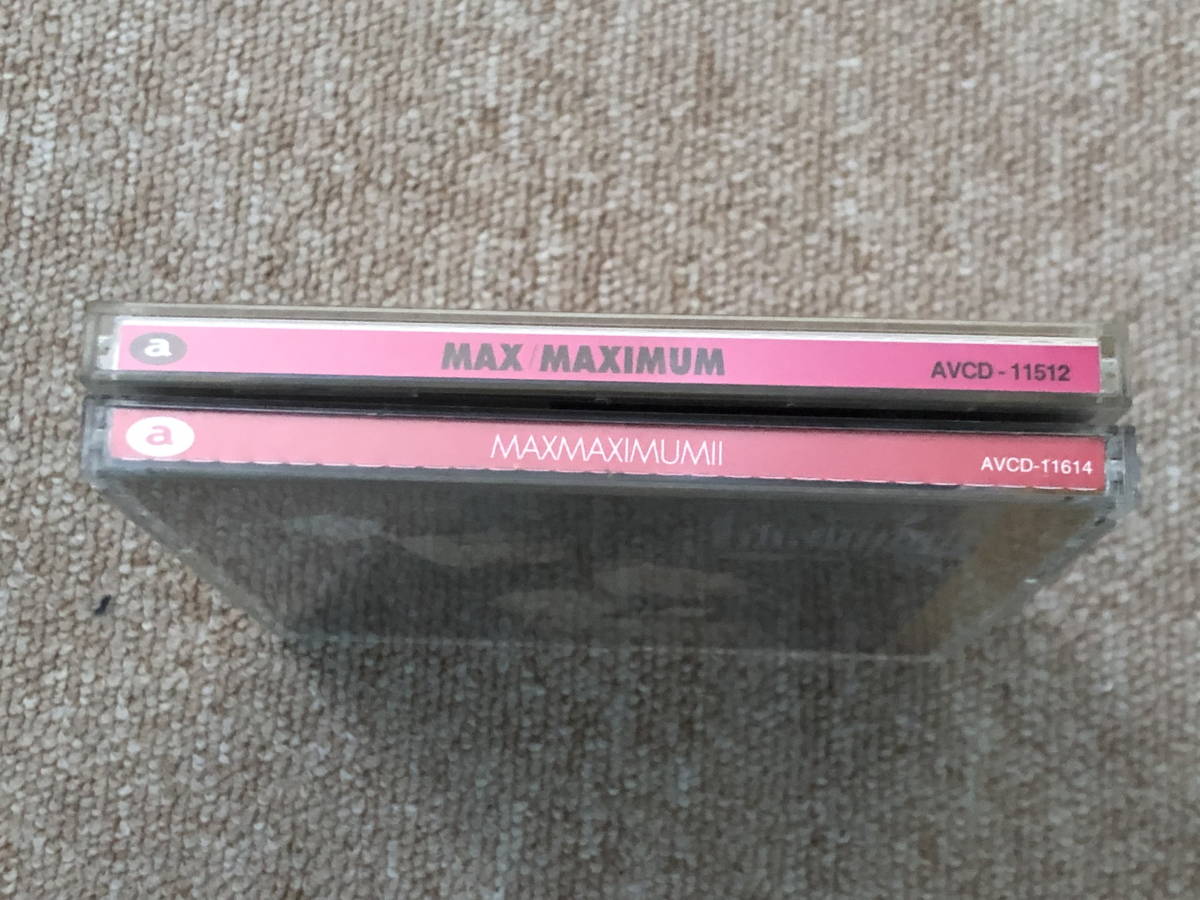 a MAX/MAXIMUM AVCD-11512
a MAXMAXIMUMII AVCD-11614